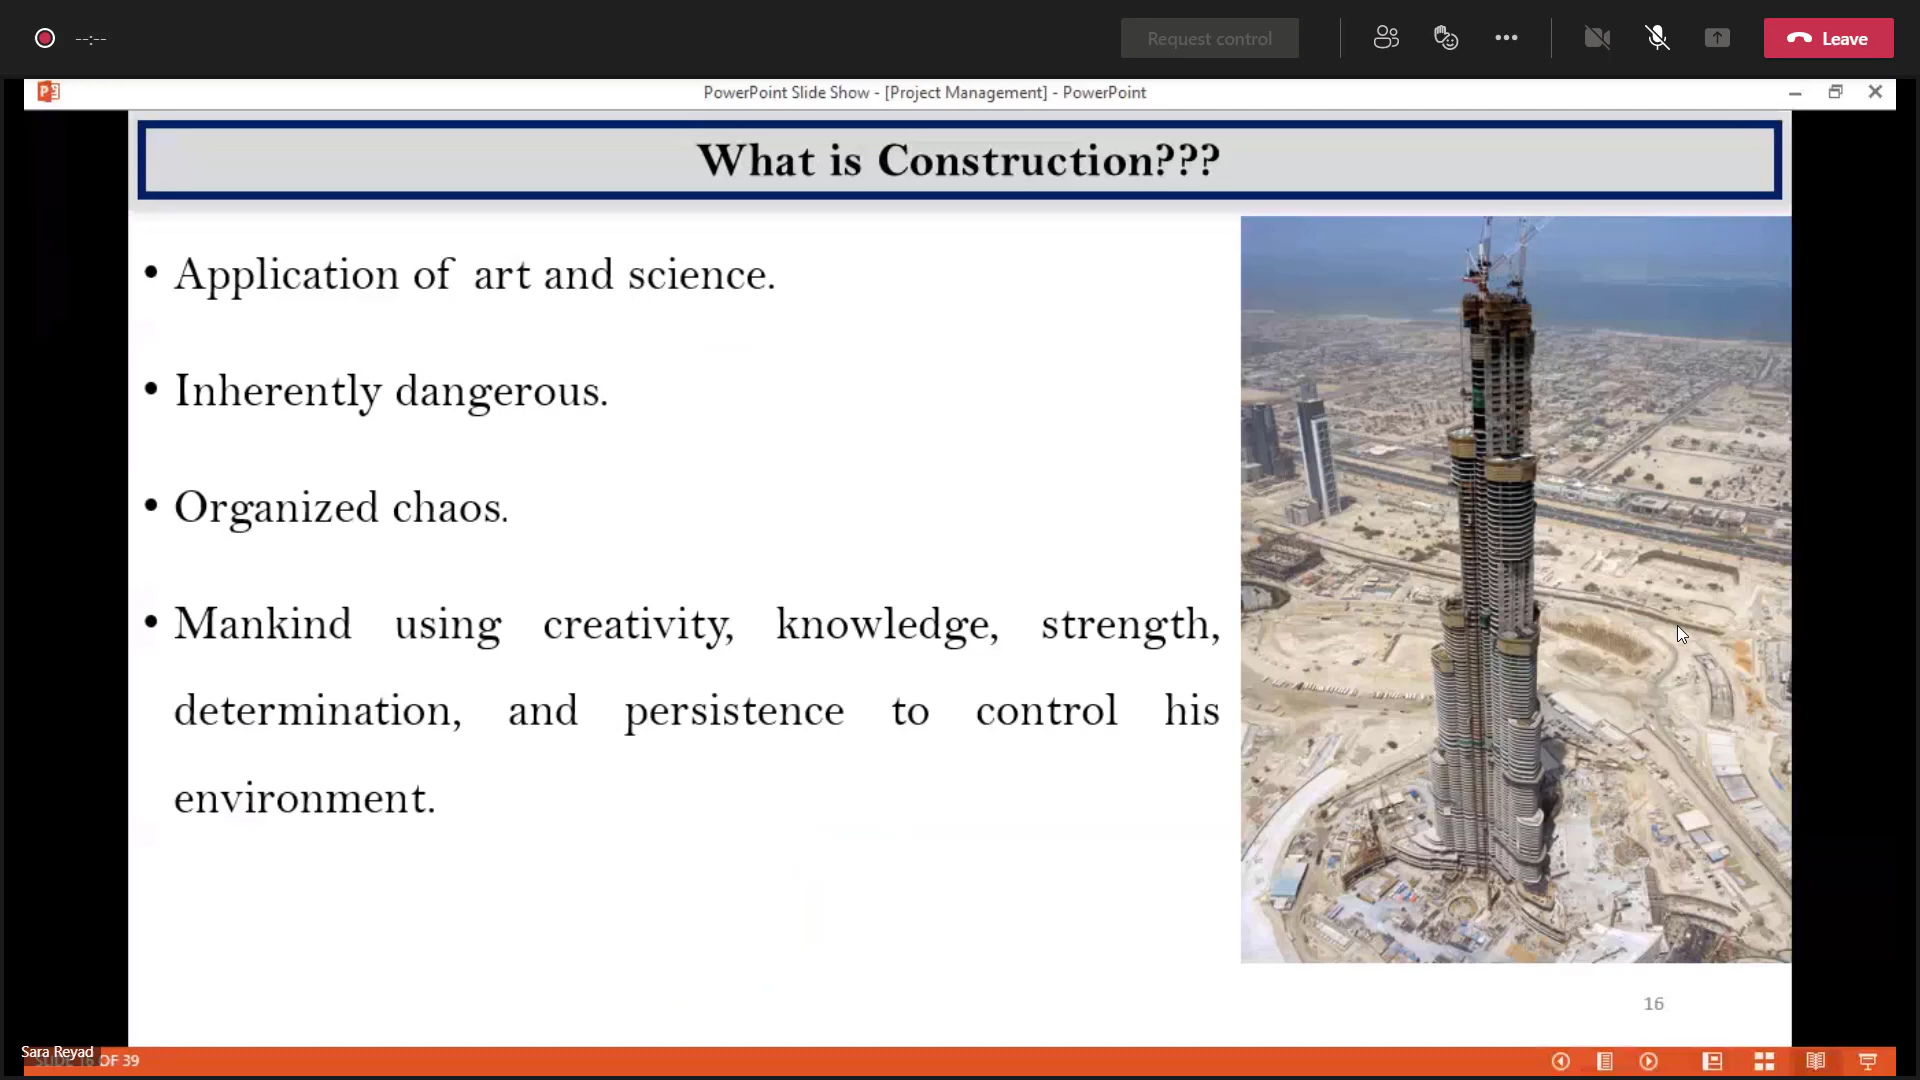 --:--
Request control
Leave
PowerPoint Slide Show - [Project Management] - PowerPoint
What is Construction???
• Application of art and science.
• Inherently dangerous.
• Organized chaos.
• Mankind using creativity, knowledge, strength,
determination, and persistence to control his
environment.
16
Sara Reyad
OF 39